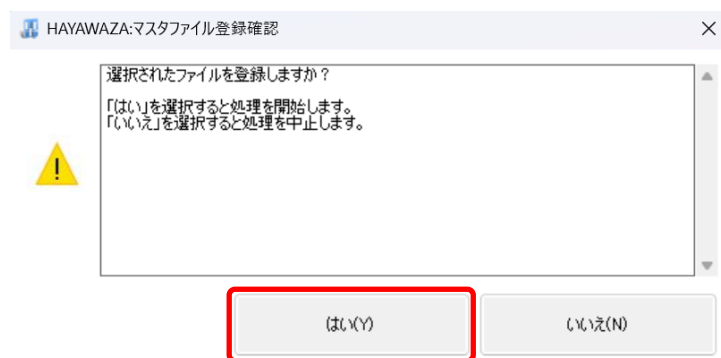 HAYAWAZA:マスタファイル登録確認
選択されたファイルを登録しますか？
「はい」を選択すると処理を開始します。
「いいえ」を選択すると処理を中止します。
はい(Y)
いいえ(N)